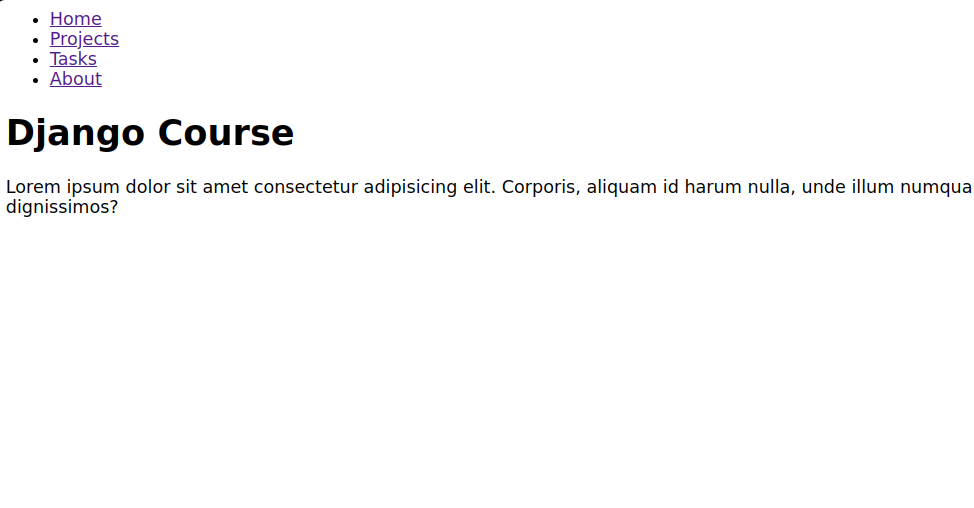 Home
Projects
Tasks
About
Django Course
Lorem ipsum dolor sit amet consectetur adipisicing elit. Corporis, aliquam id harum nulla, unde illum numqua
dignissimos?